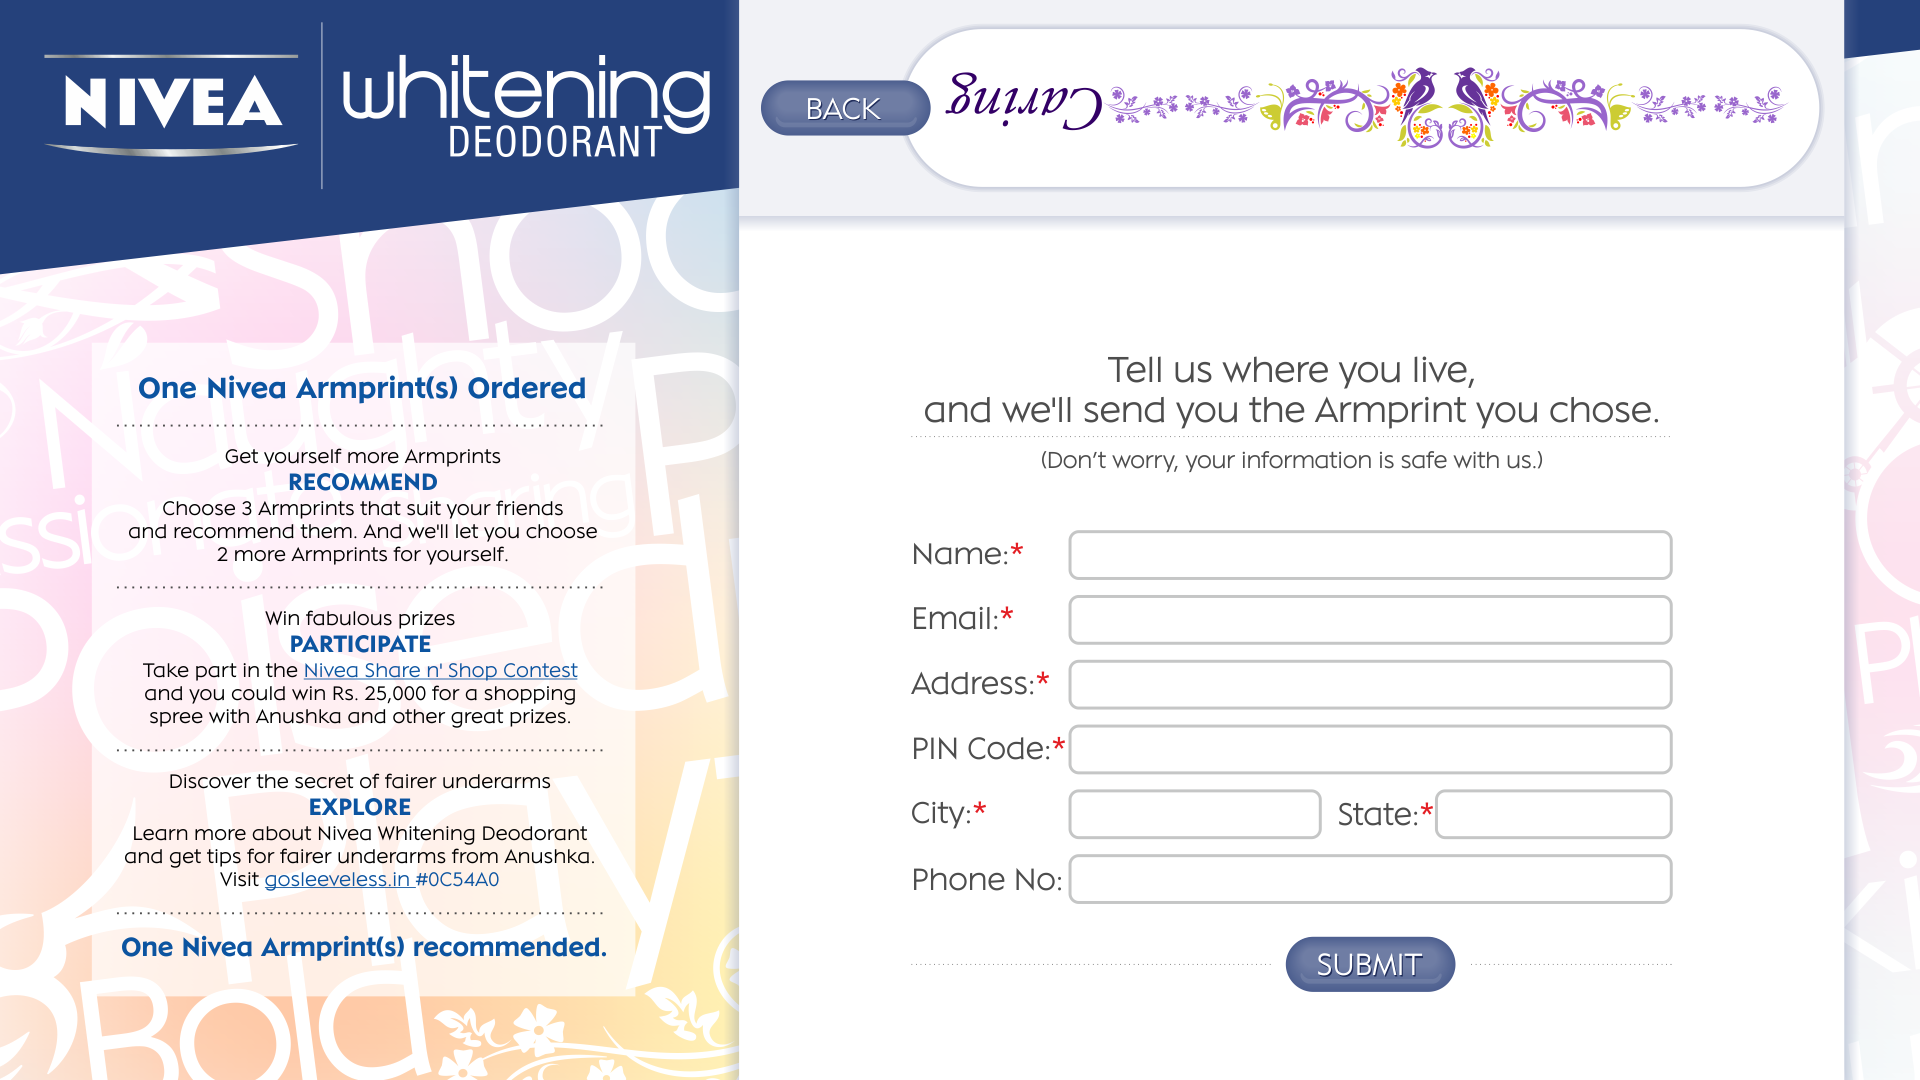 NIVEA
whitening
DEODORANT
BACK
Caring
One Nivea Armprint(s) Ordered
Get yourself more Armprints
RECOMMEND
Choose 3 Armprints that suit your friends
and recommend them. And we'll let you choose
2 more Armprints for yourself.
Win fabulous prizes
PARTICIPATE
Take part in the Nivea Share n' Shop Contest
and you could win Rs. 25,000 for a shopping
spree with Anushka and other great prizes.
Discover the secret of fairer underarms
EXPLORE
Learn more about Nivea Whitening Deodorant
and get tips for fairer underarms from Anushka.
Visit gosleeveless.in #0C54A0
One Nivea Armprint(s) recommended.
Tell us where you live,
and we'll send you the Armprint you chose.
(Don’t worry, your information is safe with us.)
Name:*
Email:*
Address:*
PIN Code:*
City:* State:*
Phone No:
SUBMIT
Naughty
sharing
Poised
Play
Bold